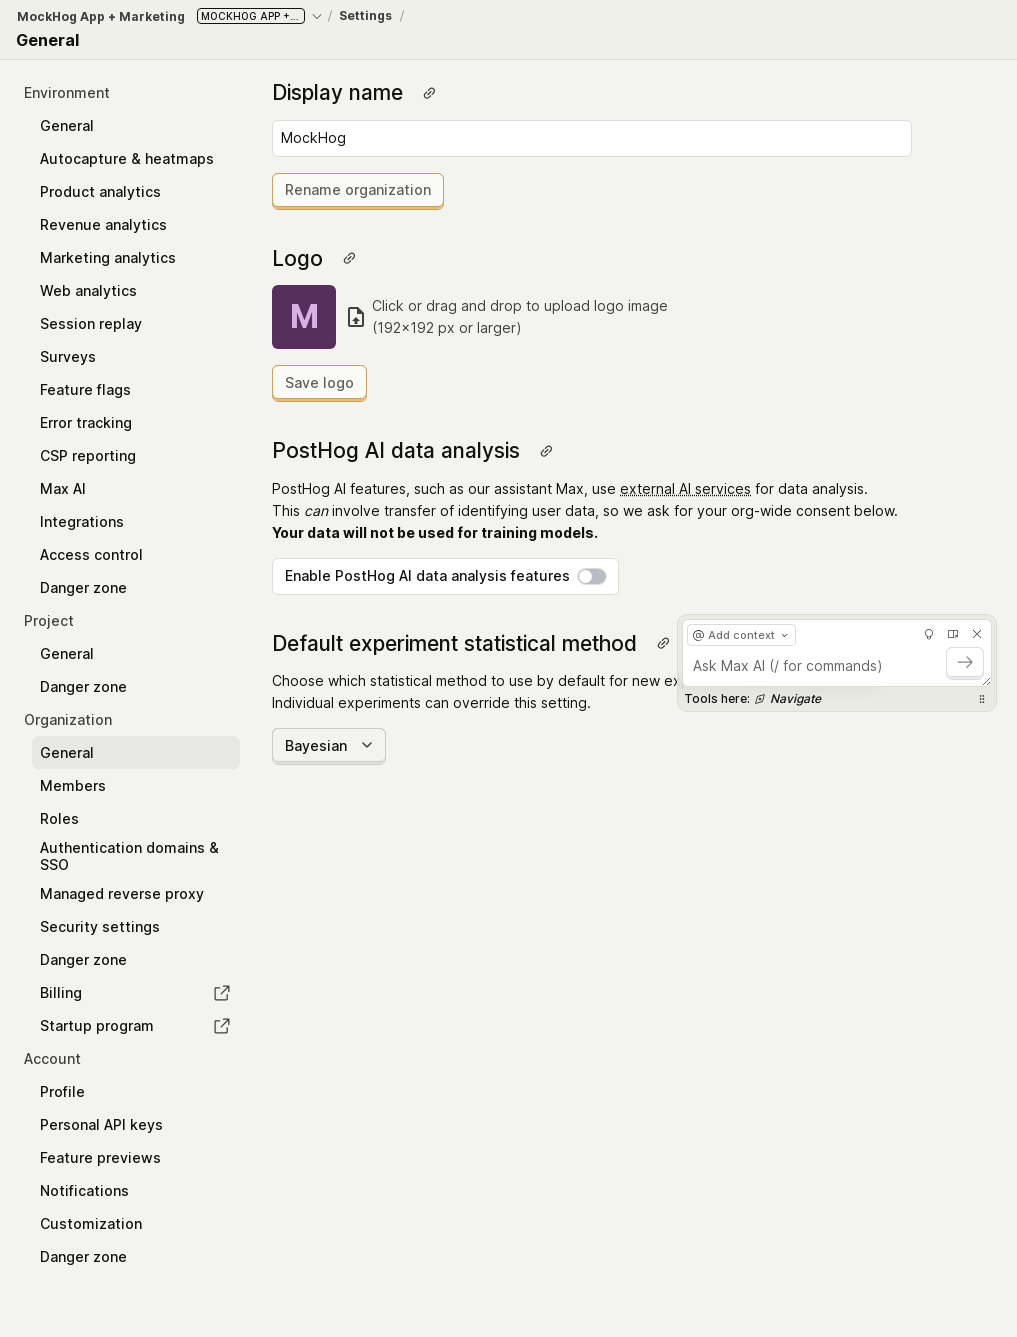 MockHog App + Marketing MOCKHOG APP +... / Settings /
General
Environment
General
Autocapture & heatmaps
Product analytics
Revenue analytics
Marketing analytics
Web analytics
Session replay
Surveys
Feature flags
Error tracking
CSP reporting
Max AI
Integrations
Access control
Danger zone
Project
General
Danger zone
Organization
General
Members
Roles
Authentication domains &
SSO
Managed reverse proxy
Security settings
Danger zone
Billing
Startup program
Account
Profile
Personal API keys
Feature previews
Notifications
Customization
Danger zone
Display name
MockHog
Rename organization
Logo
M
Click or drag and drop to upload logo image
(192×192 px or larger)
Save logo
PostHog AI data analysis
PostHog AI features, such as our assistant Max, use external AI services for data analysis.
This can involve transfer of identifying user data, so we ask for your org-wide consent below.
Your data will not be used for training models.
Enable PostHog AI data analysis features
Default experiment statistical method
Choose which statistical method to use by default for new
Individual experiments can override this setting.
Bayesian
@ Add context
Ask Max AI (/ for commands)
Tools here: Navigate